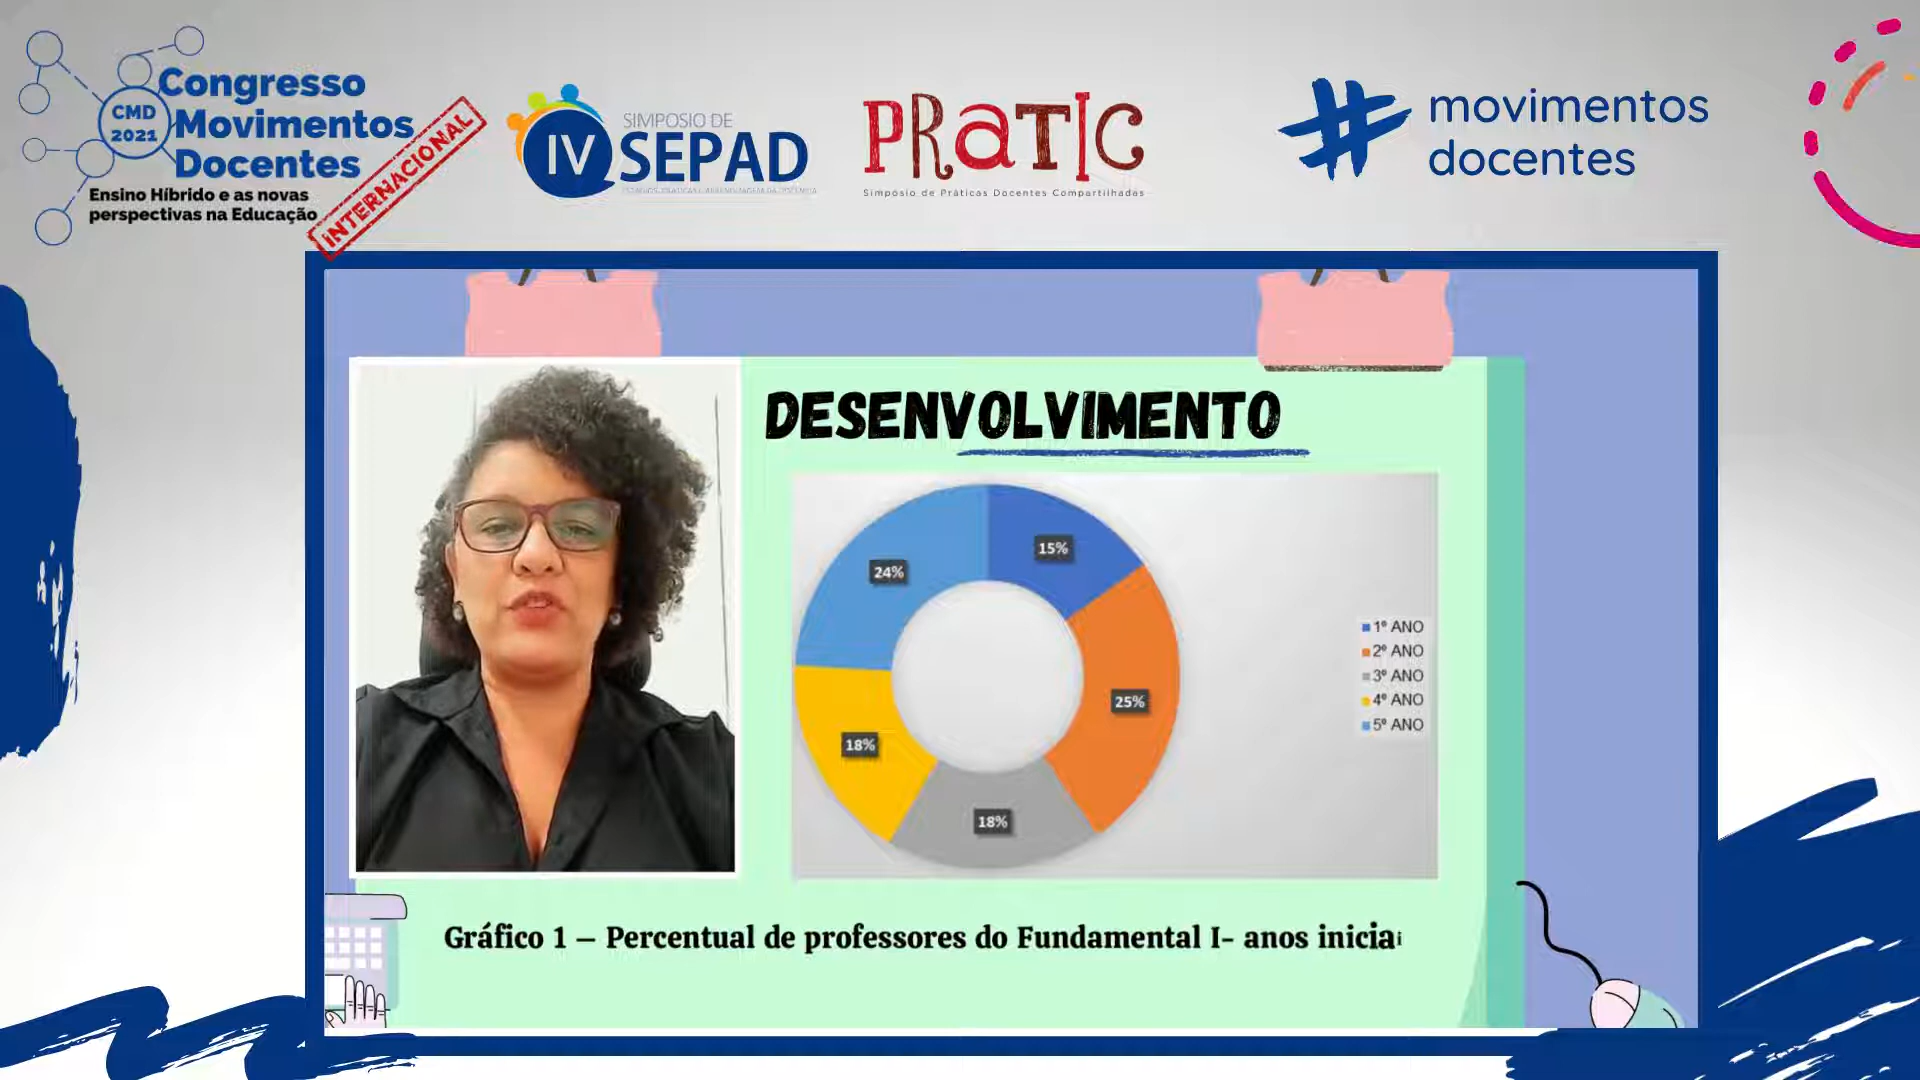 Congresso
Movimentos
Docentes
CMD
2021
Ensino Híbrido e as novas
perspectivas na Educação
INTERNACIONAL
SIMPOSIO DE
IV SEPAD
PRATIC
Simpósio de Práticas Docentes Compartilhadas
# movimentos
docentes
DESENVOLVIMENTO
15%
24%
25%
18%
18%
1º ANO
2º ANO
3º ANO
4º ANO
5º ANO
Gráfico 1 – Percentual de professores do Fundamental I- anos iniciai